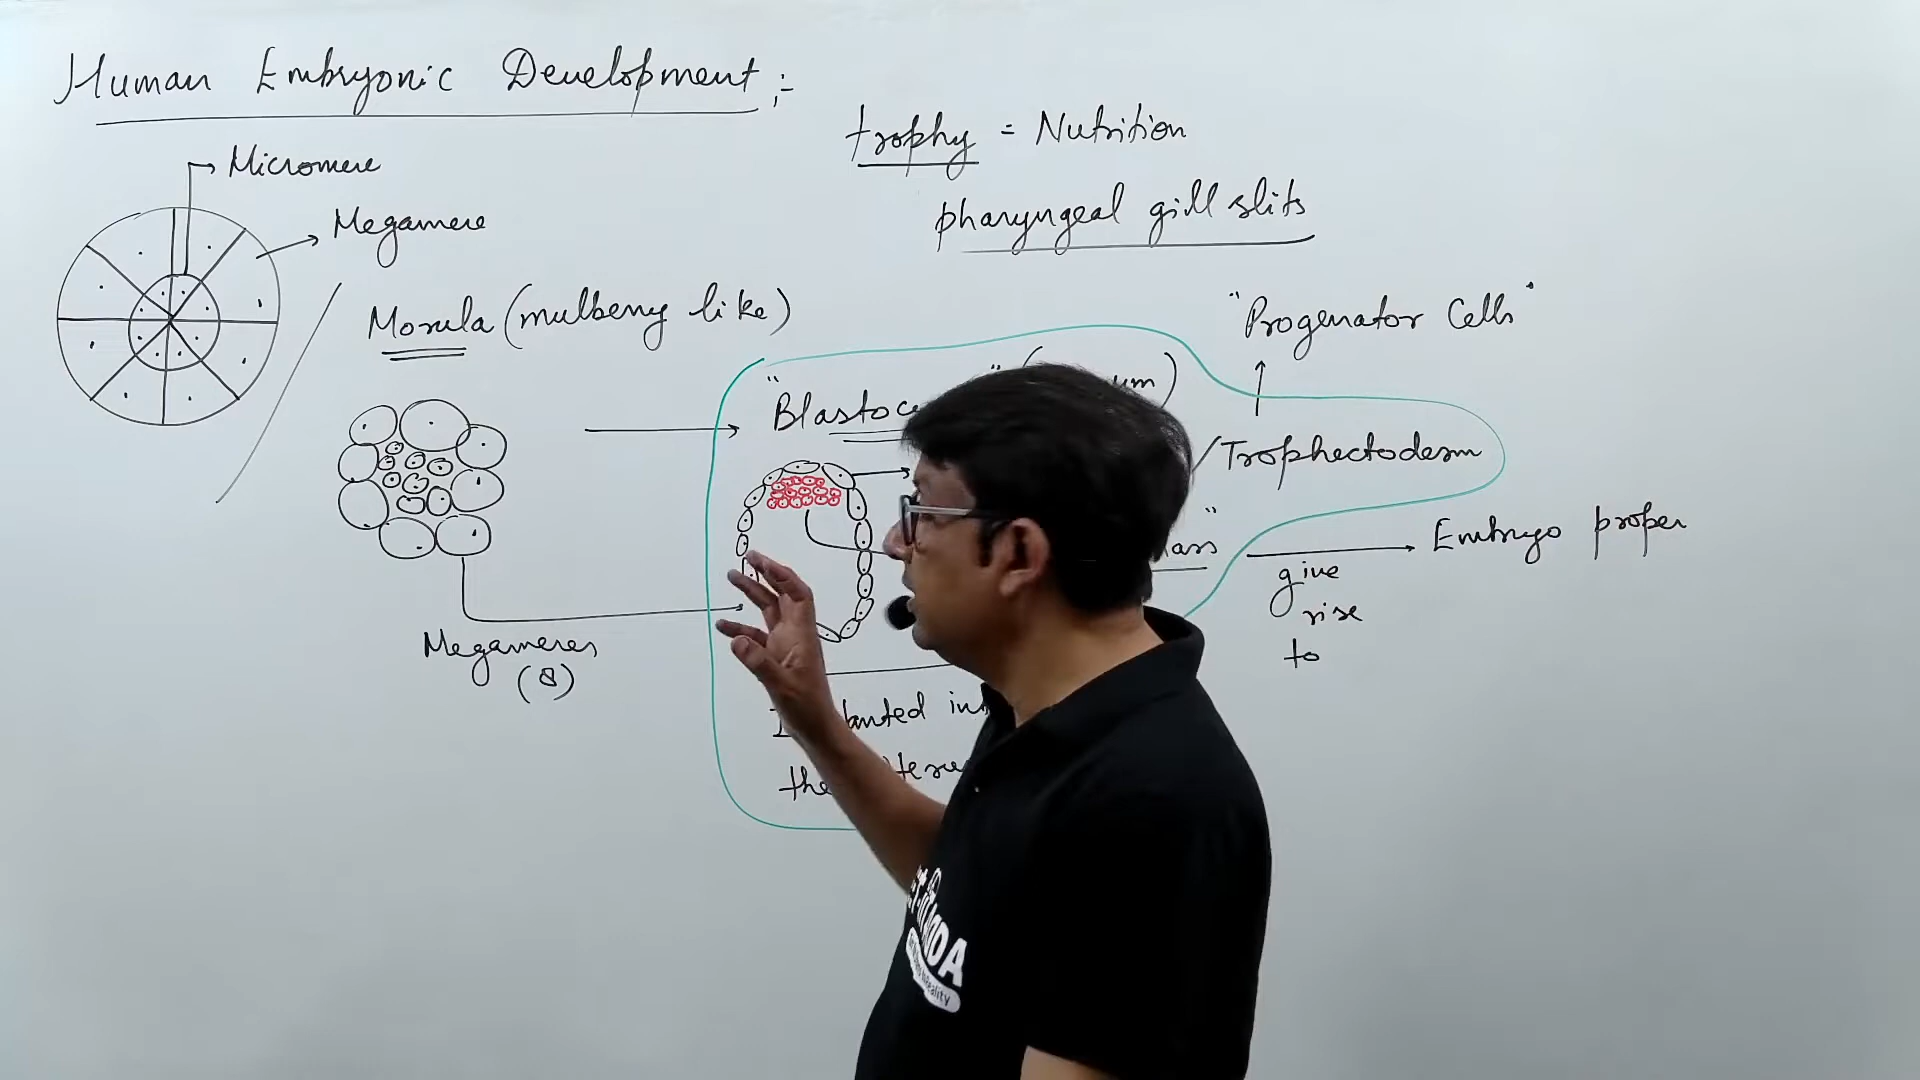 Human Embryonic Development :-
trophy = Nutrition
Micromere
pharyngeal gill slits
Megamere
"Progenator Cells"
Morula (mulberry like)
/Trophectoderm
Embryo proper
give
rise
to
Megameres
(8)
the